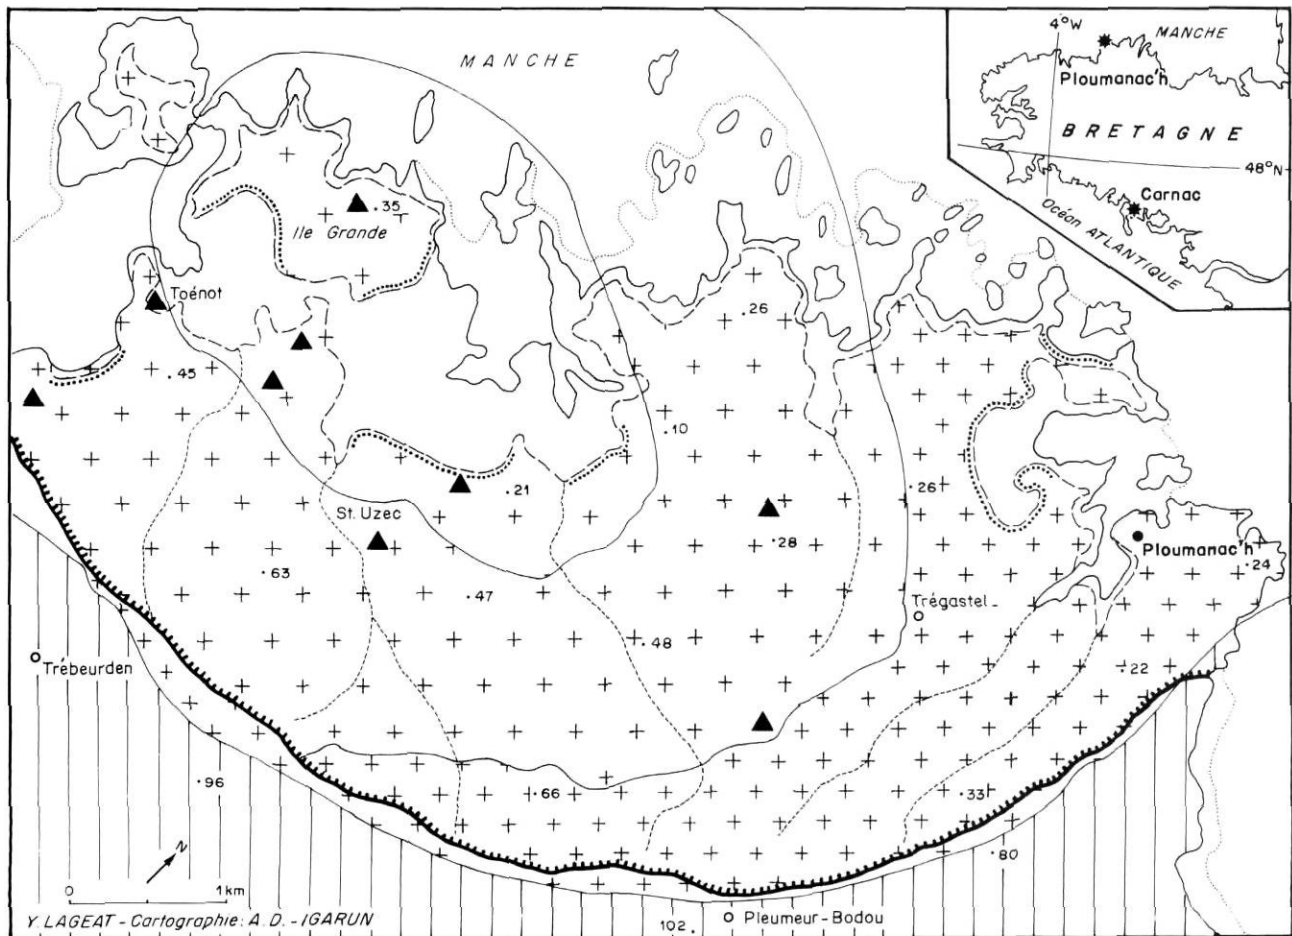 MANCHE
4°W
MANCHE
Ploumanac'h
BRETAGNE
48°N
Carnac
Océan ATLANTIQUE
.35
Ile Grande
Toénot
.26
.45
.10
.21
.26
St. Uzec
.28
Ploumanac'h
.24
.63
.47
Trégastel
.48
Trébeurden
.22
.96
.66
.33
N
.80
0 1km
Y. LAGEAT - Cartographie: A.D. - IGARUN
102.
Pleumeur-Bodou